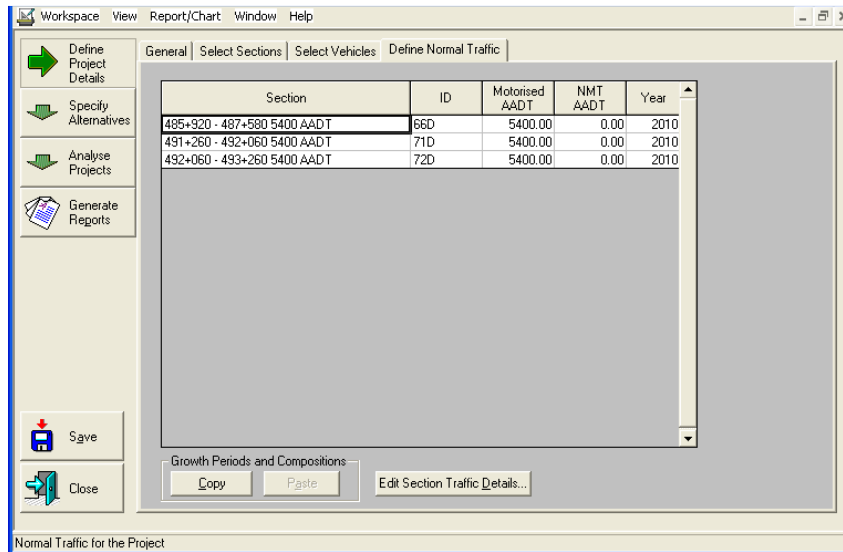 Workspace View Report/Chart Window Help
Define
Project
Details
Specify
Alternatives
Analyse
Projects
Generate
Reports
General Select Sections Select Vehicles Define Normal Traffic
Section ID Motorised AADT NMT AADT Year
485+920 - 487+580 5400 AADT 66D 5400.00 0.00 2010
491+260 - 492+060 5400 AADT 71D 5400.00 0.00 2010
492+060 - 493+260 5400 AADT 72D 5400.00 0.00 2010
Save
Close
Growth Periods and Compositions
Copy Paste Edit Section Traffic Details...
Normal Traffic for the Project